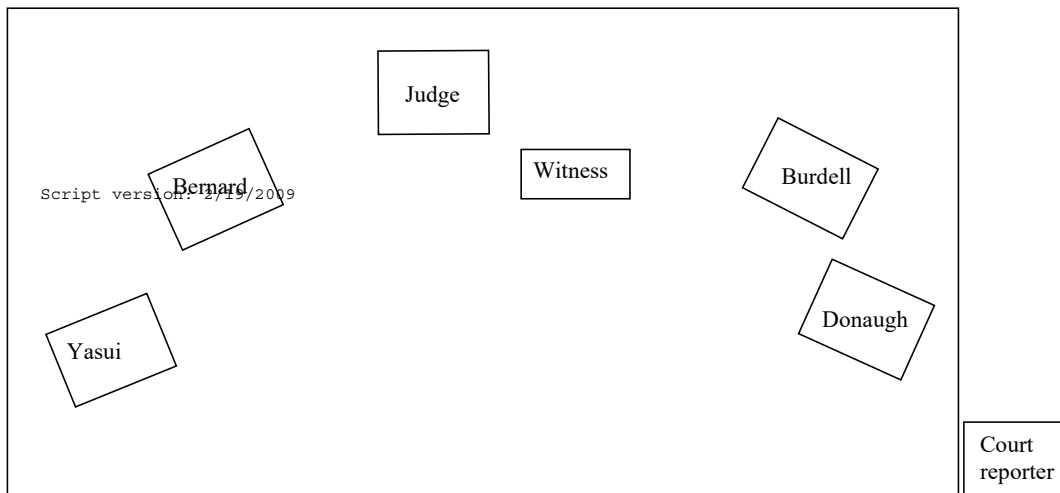 Judge
Witness
Bernard
Burdell
Script version: 2/19/2009
Donaugh
Yasui
Court
reporter